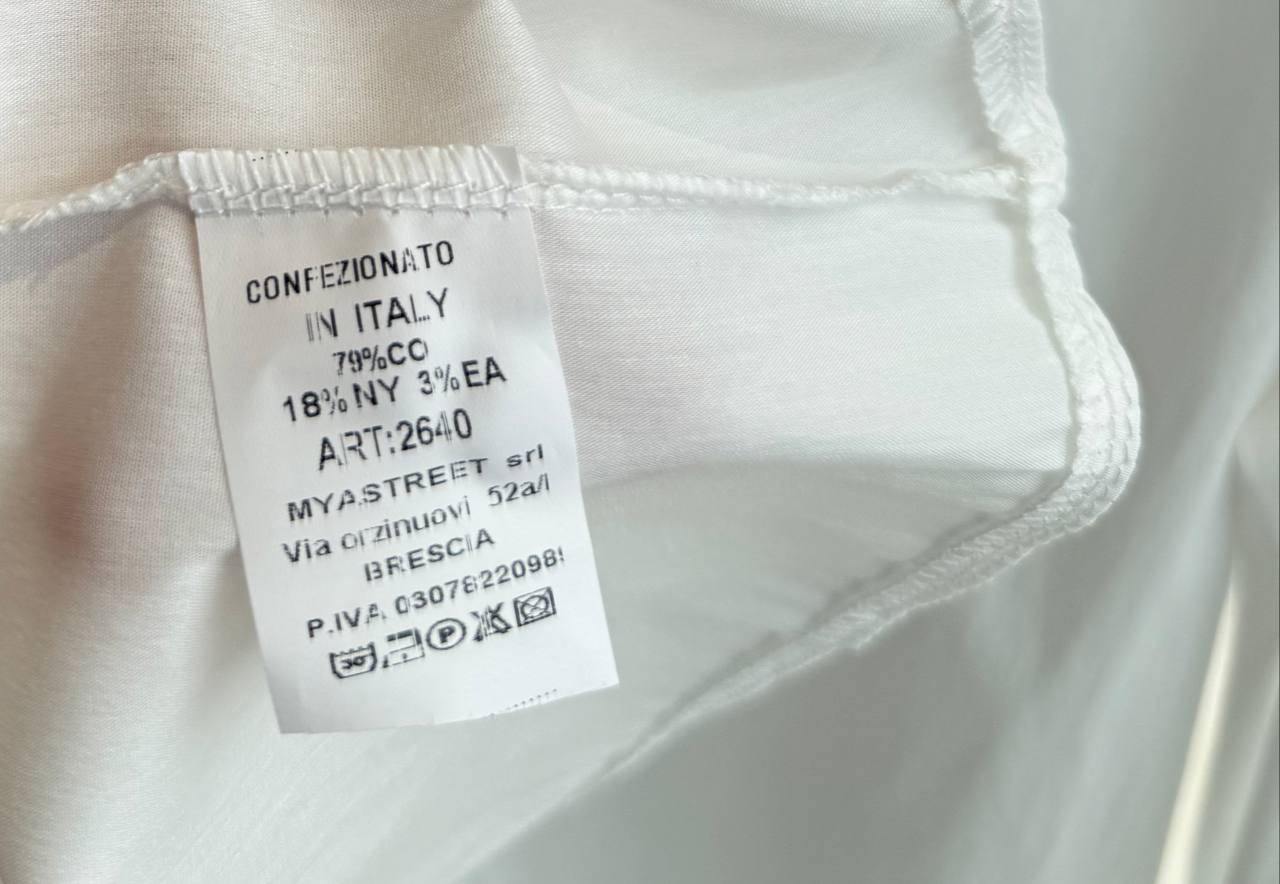 CONFEZIONATO
IN ITALY
79%CO
18%NY 3%EA
ART:2640
MYASTREET srl
Via orzinuovi 52a/l
BRESCIA
P.IVA 0307822098
30°
P